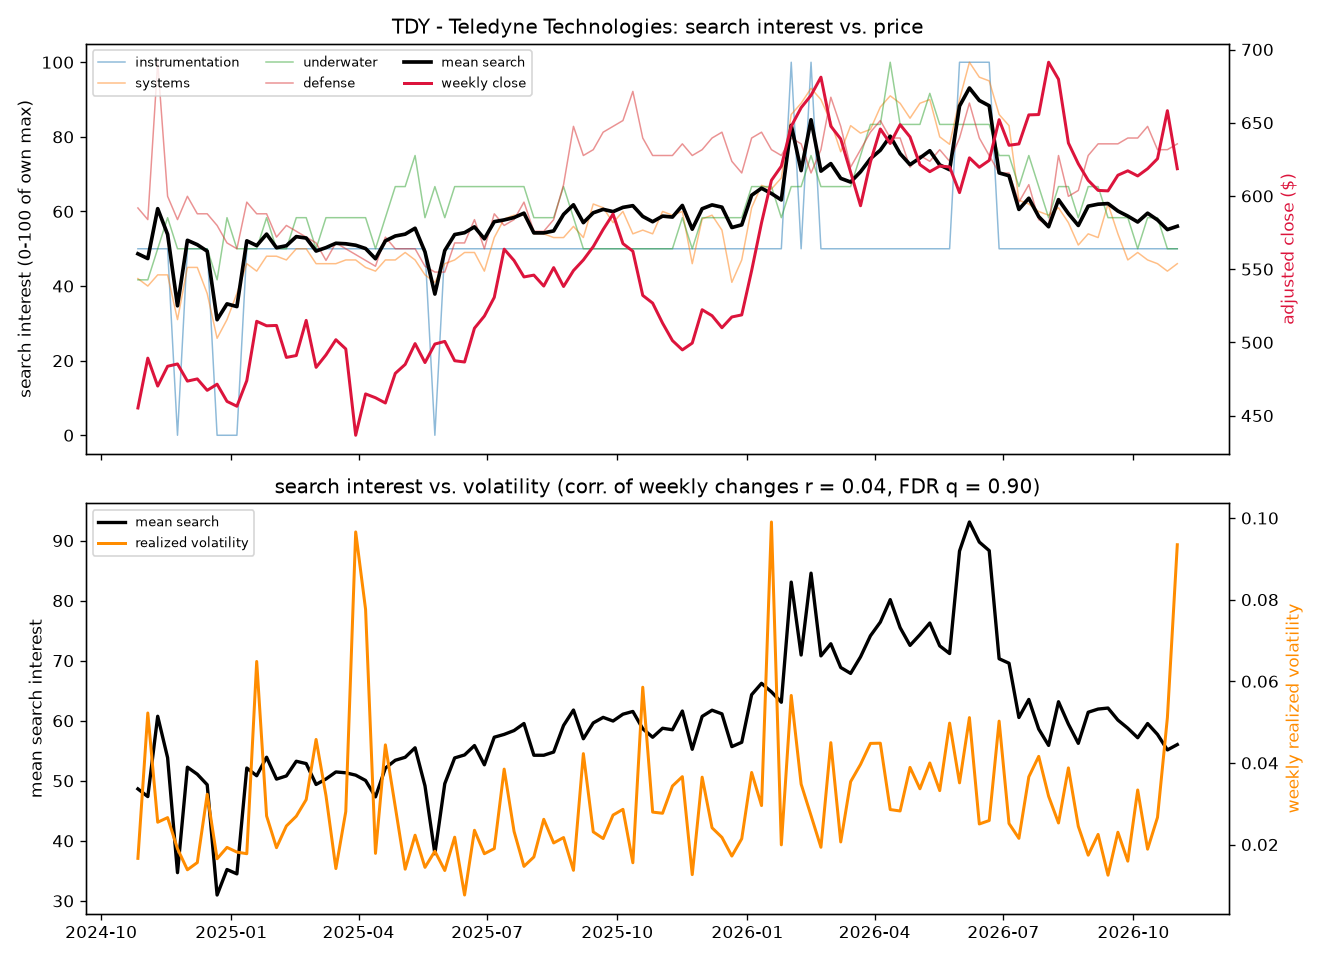 TDY - Teledyne Technologies: search interest vs. price
instrumentation
systems
underwater
defense
mean search
weekly close
100
80
60
40
20
0
search interest (0-100 of own max)
700
650
600
550
500
450
adjusted close ($)
search interest vs. volatility (corr. of weekly changes r = 0.04, FDR q = 0.90)
mean search
realized volatility
90
80
70
60
50
40
30
mean search interest
0.10
0.08
0.06
0.04
0.02
weekly realized volatility
2024-10 2025-01 2025-04 2025-07 2025-10 2026-01 2026-04 2026-07 2026-10